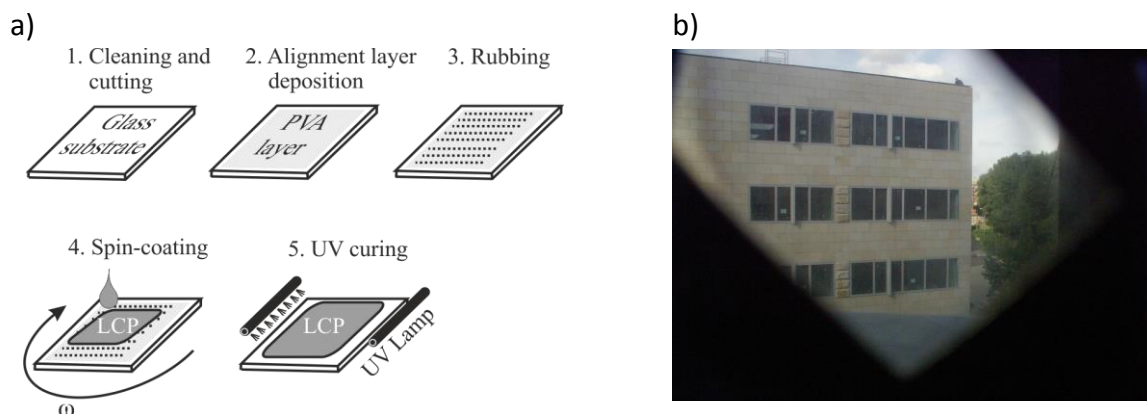 a)
1. Cleaning and
cutting
Glass
substrate
2. Alignment layer
deposition
PVA
layer
3. Rubbing
4. Spin-coating
LCP
ω
5. UV curing
LCP
UV Lamp
b)